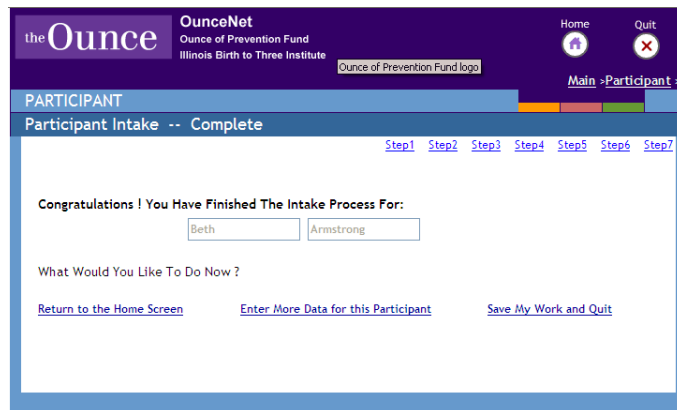 the Ounce
OunceNet
Ounce of Prevention Fund
Illinois Birth to Three Institute
Ounce of Prevention Fund logo
Home
Quit
Main >Participant >
PARTICIPANT
Participant Intake -- Complete
Step1 Step2 Step3 Step4 Step5 Step6 Step7
Congratulations ! You Have Finished The Intake Process For:
Beth Armstrong
What Would You Like To Do Now ?
Return to the Home Screen Enter More Data for this Participant Save My Work and Quit